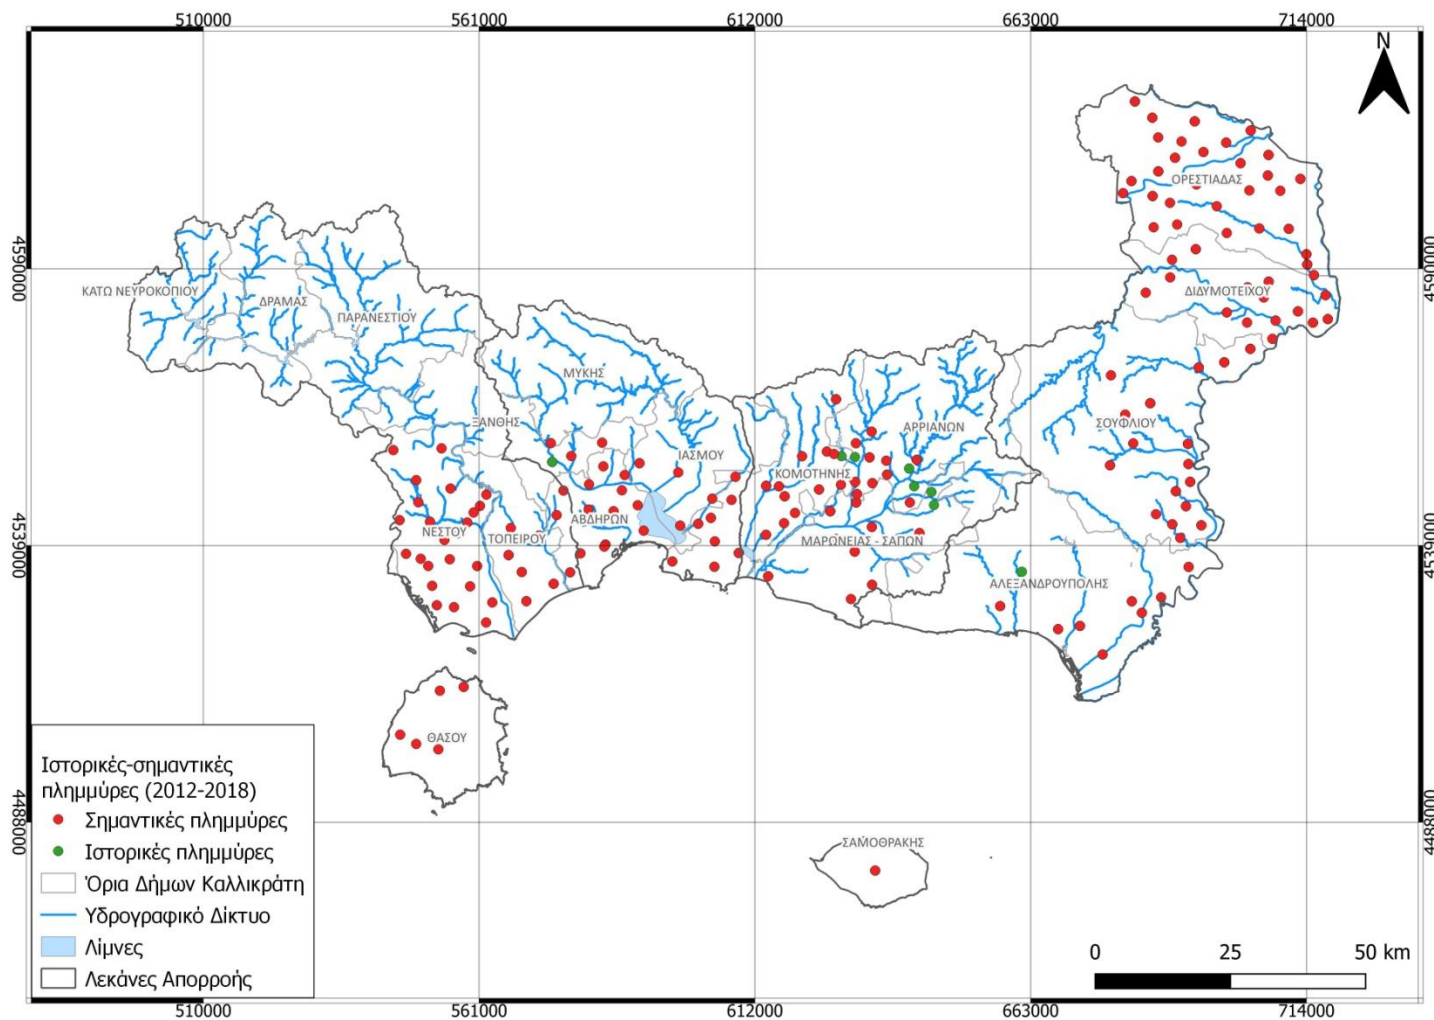 510000 561000 612000 663000 714000
N
ΟΡΕΣΤΙΑΔΑΣ
4590000 4590000
ΚΑΤΩ ΝΕΥΡΟΚΟΠΙΟΥ
ΔΡΑΜΑΣ
ΔΙΔΥΜΟΤΕΙΧΟΥ
ΠΑΡΑΝΕΣΤΙΟΥ
ΜΥΚΗΣ
ΞΑΝΘΗΣ
ΑΡΡΙΑΝΩΝ
ΣΟΥΦΛΙΟΥ
ΙΑΣΜΟΥ
ΚΟΜΟΤΗΝΗΣ
ΑΒΔΗΡΩΝ
ΝΕΣΤΟΥ
ΤΟΠΕΙΡΟΥ
ΜΑΡΩΝΕΙΑΣ - ΣΑΠΩΝ
4539000 4539000
ΑΛΕΞΑΝΔΡΟΥΠΟΛΗΣ
ΘΑΣΟΥ
4488000 4488000
ΣΑΜΟΘΡΑΚΗΣ
Ιστορικές-σημαντικές
πλημμύρες (2012-2018)
Σημαντικές πλημμύρες
Ιστορικές πλημμύρες
Όρια Δήμων Καλλικράτη
Υδρογραφικό Δίκτυο
Λίμνες
Λεκάνες Απορροής
0 25 50 km
510000 561000 612000 663000 714000